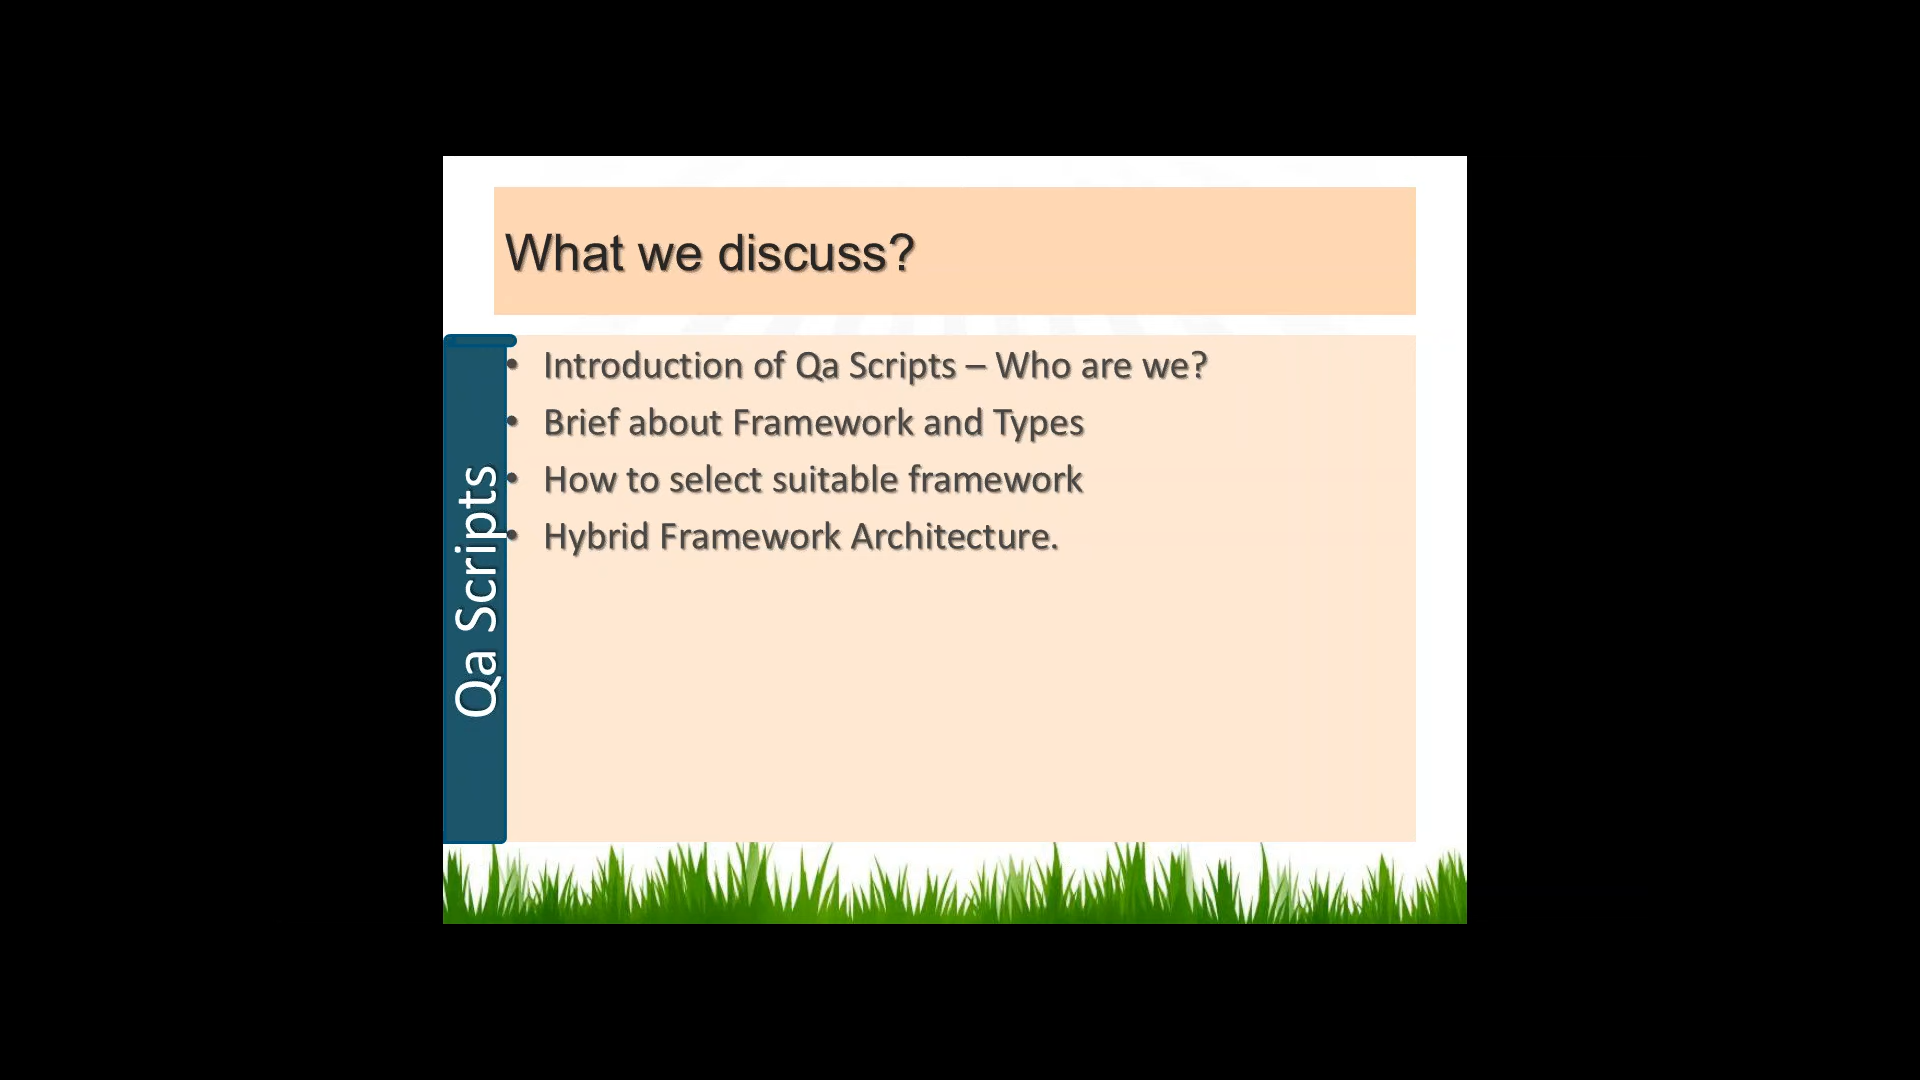 What we discuss?
• Introduction of Qa Scripts – Who are we?
• Brief about Framework and Types
• How to select suitable framework
• Hybrid Framework Architecture.
Qa Scripts